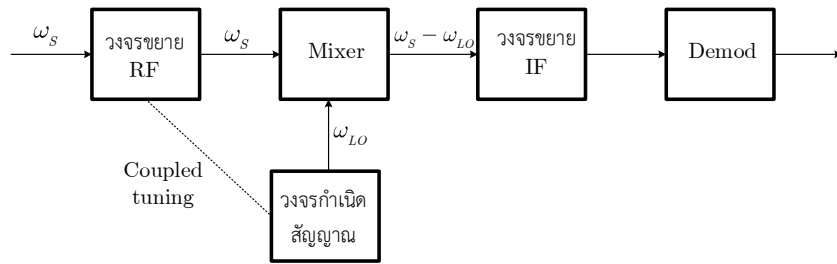 ω_S
วงจรขยาย
RF
ω_S
Mixer
ω_S − ω_LO
วงจรขยาย
IF
Demod
ω_LO
Coupled
tuning
วงจรกำเนิด
สัญญาณ